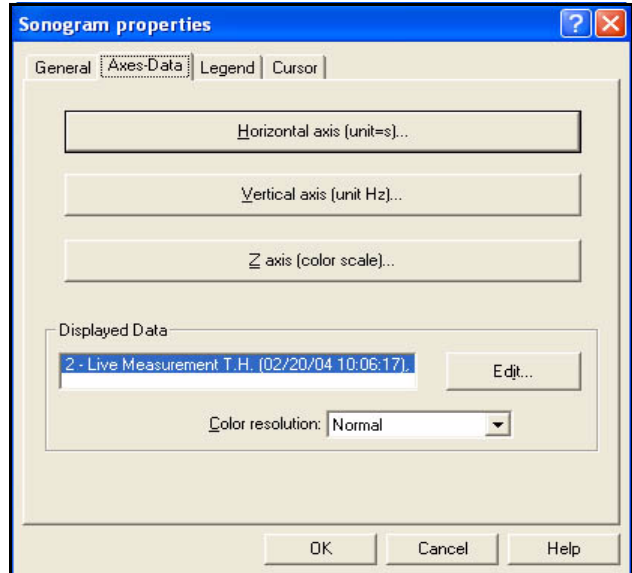 Sonogram properties
General Axes-Data Legend Cursor
Horizontal axis (unit=s)...
Vertical axis (unit Hz)...
Z axis (color scale)...
Displayed Data
2 - Live Measurement T.H. (02/20/04 10:06:17),
Edit...
Color resolution: Normal
OK Cancel Help